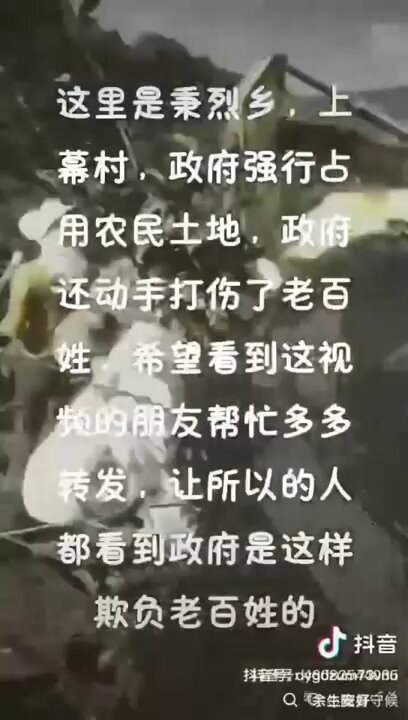 这里是秉烈乡，上
幕村，政府强行占
用农民土地，政府
还动手打伤了老百
姓，希望看到这视
频的朋友帮忙多多
转发，让所以的人
都看到政府是这样
欺负老百姓的
抖音